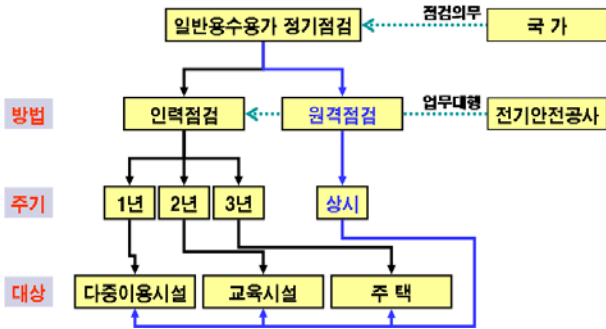 일반용수용가 정기점검
점검의무
국 가
방법
인력점검
원격점검
업무대행
전기안전공사
주기
1년
2년
3년
상시
대상
다중이용시설
교육시설
주 택